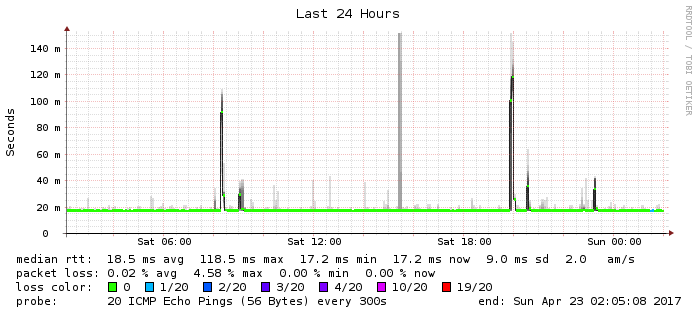 Last 24 Hours
RRDTOOL / TOBI OETIKER
Seconds
140 m
120 m
100 m
80 m
60 m
40 m
20 m
0
Sat 06:00 Sat 12:00 Sat 18:00 Sun 00:00
median rtt: 18.5 ms avg 118.5 ms max 17.2 ms min 17.2 ms now 9.0 ms sd 2.0 am/s
packet loss: 0.02 % avg 4.58 % max 0.00 % min 0.00 % now
loss color: 0 1/20 2/20 3/20 4/20 10/20 19/20
probe: 20 ICMP Echo Pings (56 Bytes) every 300s end: Sun Apr 23 02:05:08 2017